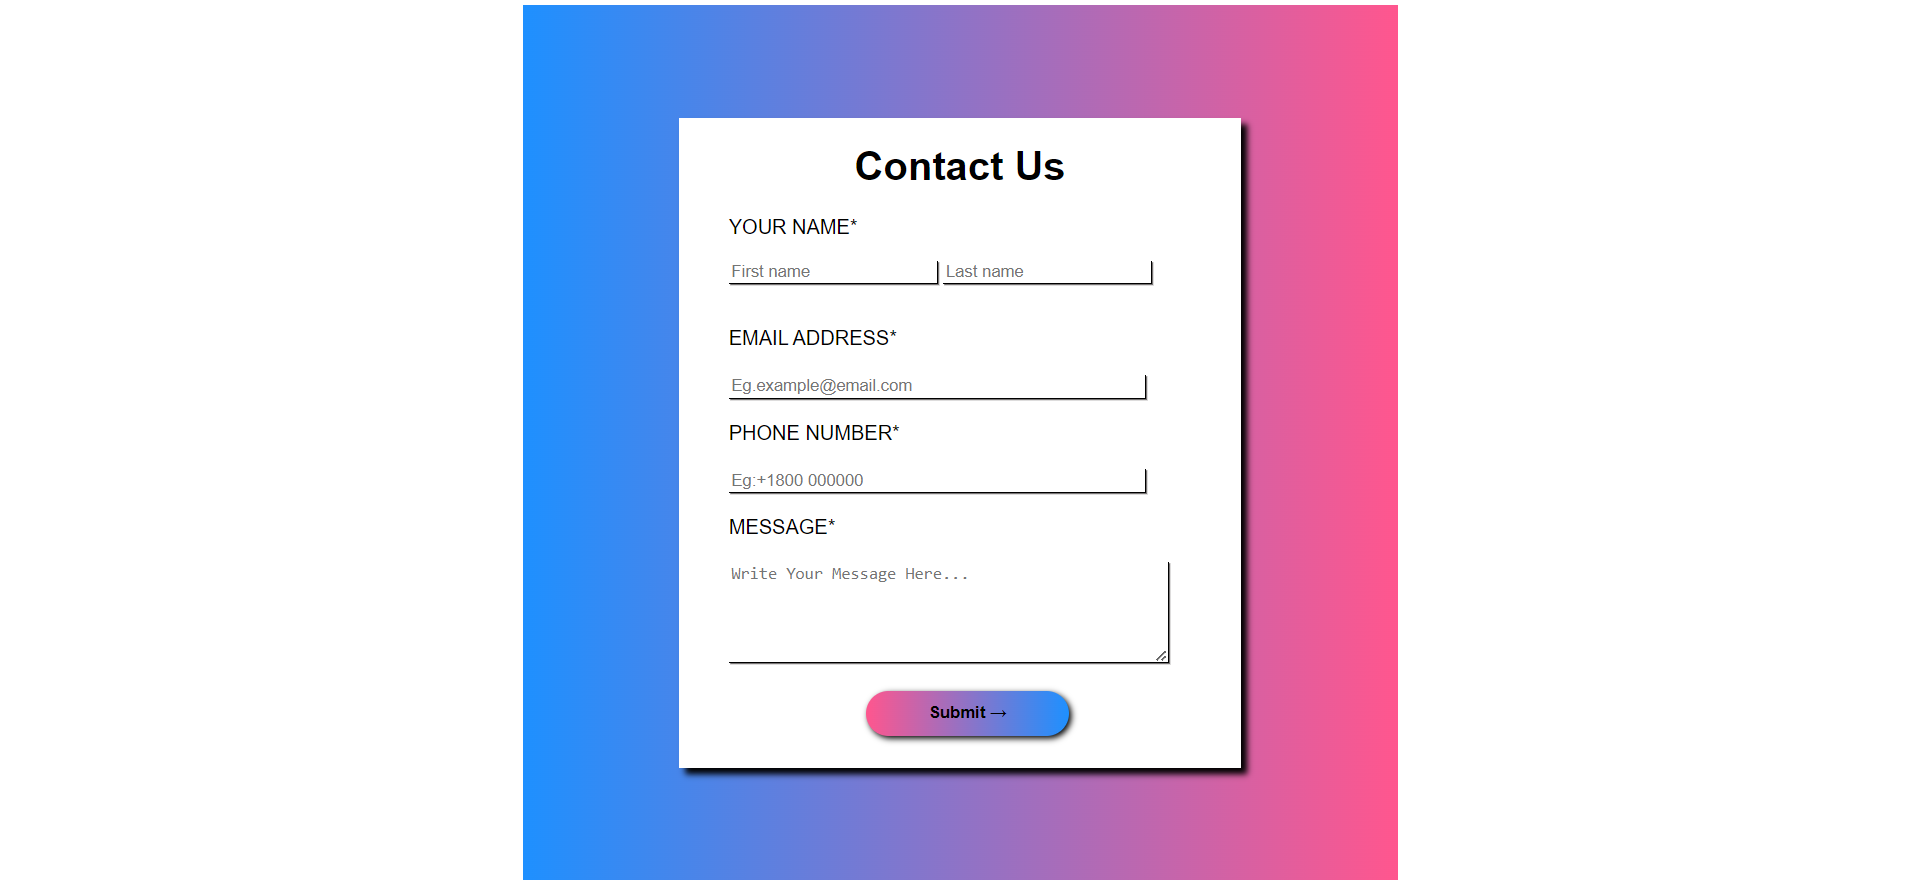 Contact Us
YOUR NAME*
First name Last name
EMAIL ADDRESS*
Eg.example@email.com
PHONE NUMBER*
Eg:+1800 000000
MESSAGE*
Write Your Message Here...
Submit →